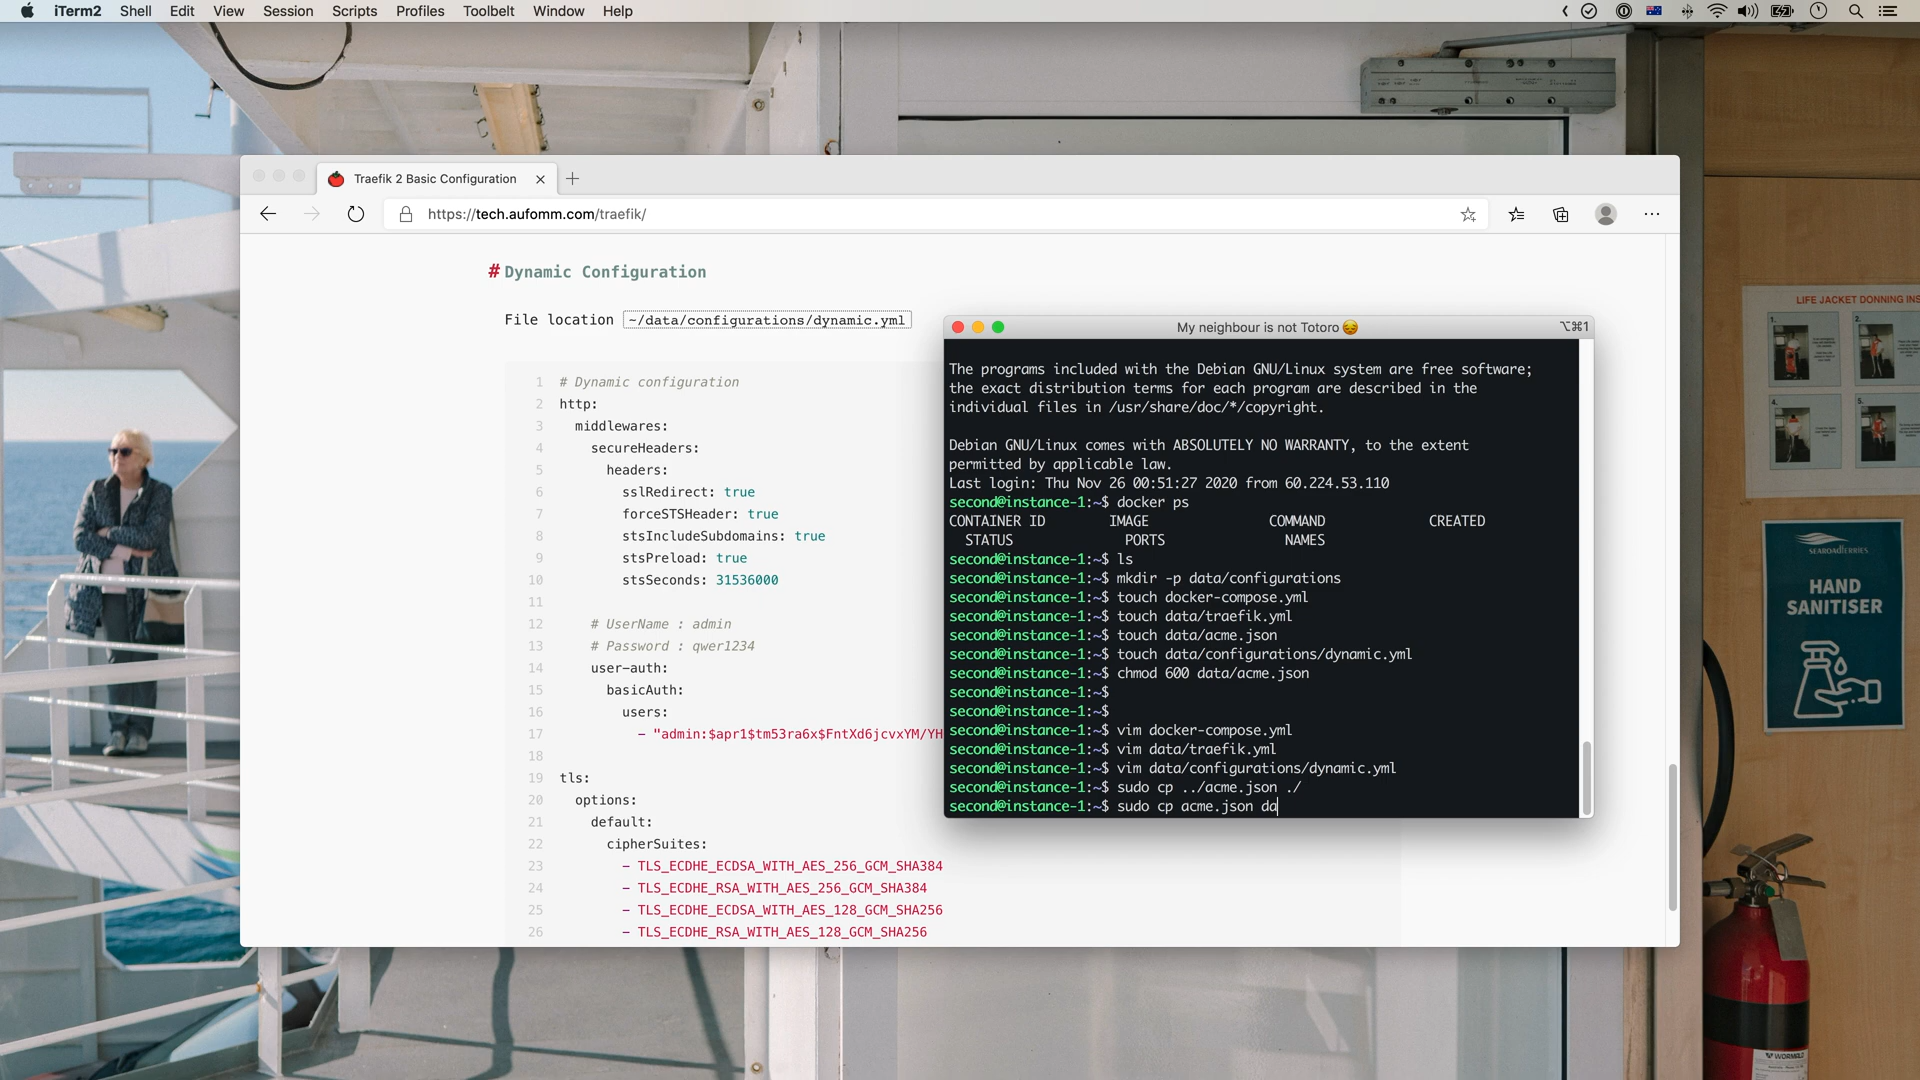 iTerm2 Shell Edit View Session Scripts Profiles Toolbelt Window Help
Traefik 2 Basic Configuration
https://tech.aufomm.com/traefik/
# Dynamic Configuration
File location ~/data/configurations/dynamic.yml
1 # Dynamic configuration
2 http:
3 middlewares:
4 secureHeaders:
5 headers:
6 sslRedirect: true
7 forceSTSHeader: true
8 stsIncludeSubdomains: true
9 stsPreload: true
10 stsSeconds: 31536000
11
12 # UserName : admin
13 # Password : qwer1234
14 user-auth:
15 basicAuth:
16 users:
17 - "admin:$apr1$tm53ra6x$FntXd6jcvxYM/YH
18
19 tls:
20 options:
21 default:
22 cipherSuites:
23 - TLS_ECDHE_ECDSA_WITH_AES_256_GCM_SHA384
24 - TLS_ECDHE_RSA_WITH_AES_256_GCM_SHA384
25 - TLS_ECDHE_ECDSA_WITH_AES_128_GCM_SHA256
26 - TLS_ECDHE_RSA_WITH_AES_128_GCM_SHA256
My neighbour is not Totoro 😔 ⌥⌘1
The programs included with the Debian GNU/Linux system are free software;
the exact distribution terms for each program are described in the
individual files in /usr/share/doc/*/copyright.
Debian GNU/Linux comes with ABSOLUTELY NO WARRANTY, to the extent
permitted by applicable law.
Last login: Thu Nov 26 00:51:27 2020 from 60.224.53.110
second@instance-1:~$ docker ps
CONTAINER ID IMAGE COMMAND CREATED
STATUS PORTS NAMES
second@instance-1:~$ ls
second@instance-1:~$ mkdir -p data/configurations
second@instance-1:~$ touch docker-compose.yml
second@instance-1:~$ touch data/traefik.yml
second@instance-1:~$ touch data/acme.json
second@instance-1:~$ touch data/configurations/dynamic.yml
second@instance-1:~$ chmod 600 data/acme.json
second@instance-1:~$
second@instance-1:~$
second@instance-1:~$ vim docker-compose.yml
second@instance-1:~$ vim data/traefik.yml
second@instance-1:~$ vim data/configurations/dynamic.yml
second@instance-1:~$ sudo cp ../acme.json ./
second@instance-1:~$ sudo cp acme.json da
LIFE JACKET DONNING INS
1.
2.
4.
5.
SEAROADFERRIES
HAND
SANITISER
WORMALD